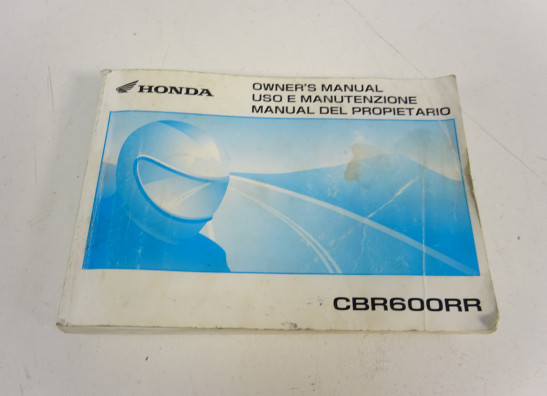 HONDA
OWNER'S MANUAL
USO E MANUTENZIONE
MANUAL DEL PROPIETARIO
CBR600RR